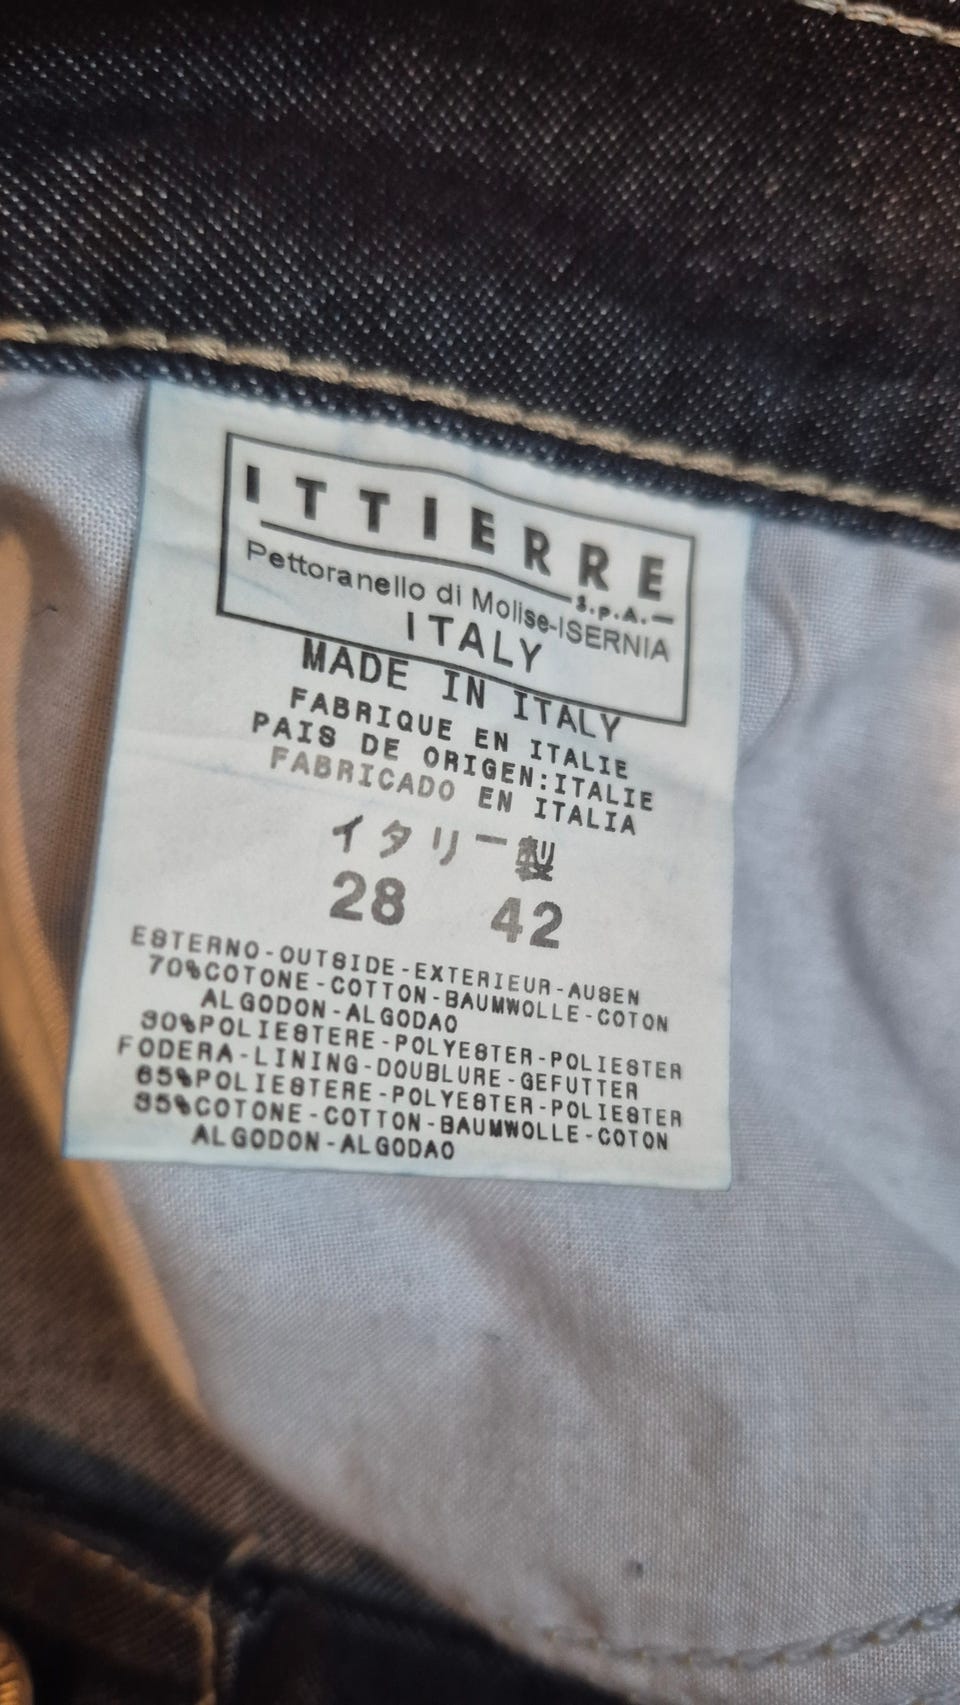 ITTIERRE
S.p.A.
Pettoranello di Molise-ISERNIA
ITALY
MADE IN ITALY
FABRIQUE EN ITALIE
PAIS DE ORIGEN:ITALIE
FABRICADO EN ITALIA
イタリー製
28 42
ESTERNO-OUTSIDE-EXTERIEUR-AUSEN
70%COTONE-COTTON-BAUMWOLLE-COTON
ALGODON-ALGODAO
30%POLIESTERE-POLYESTER-POLIESTER
FODERA-LINING-DOUBLURE-GEFUTTER
65%POLIESTERE-POLYESTER-POLIESTER
35%COTONE-COTTON-BAUMWOLLE-COTON
ALGODON-ALGODAO